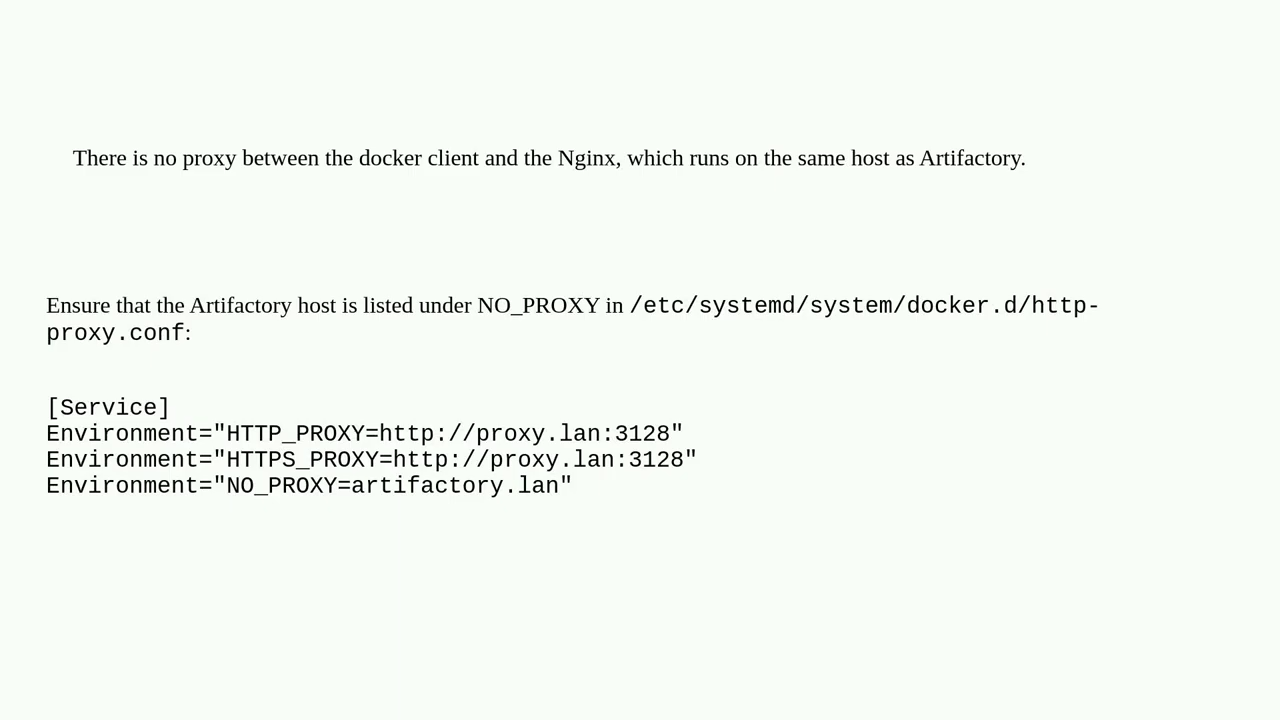 There is no proxy between the docker client and the Nginx, which runs on the same host as Artifactory.
Ensure that the Artifactory host is listed under NO_PROXY in /etc/systemd/system/docker.d/http-
proxy.conf:
[Service]
Environment="HTTP_PROXY=http://proxy.lan:3128"
Environment="HTTPS_PROXY=http://proxy.lan:3128"
Environment="NO_PROXY=artifactory.lan"